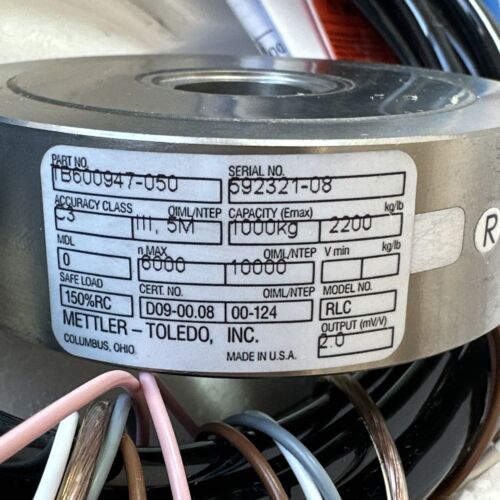 PART NO. SERIAL NO.
TB600947-050 592321-08
ACCURACY CLASS OIML/NTEP CAPACITY (Emax) kg/lb
C3 III, 5M 1000kg 2200
MDL n MAX OIML/NTEP V min kg/lb
0 6000 10000
SAFE LOAD CERT. NO. OIML/NTEP MODEL NO.
150%RC D09-00.08 00-124 RLC
METTLER - TOLEDO, INC. OUTPUT (mV/V)
COLUMBUS, OHIO MADE IN U.S.A. 2.0
R